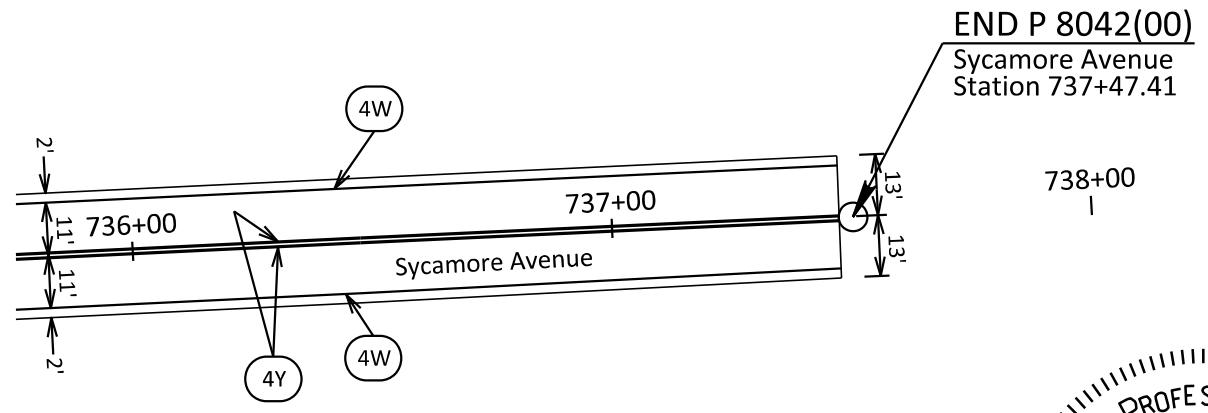 END P 8042(00)
Sycamore Avenue
Station 737+47.41
4W
2'
11'
736+00
737+00
13'
738+00
11'
Sycamore Avenue
13'
2'
4Y
4W